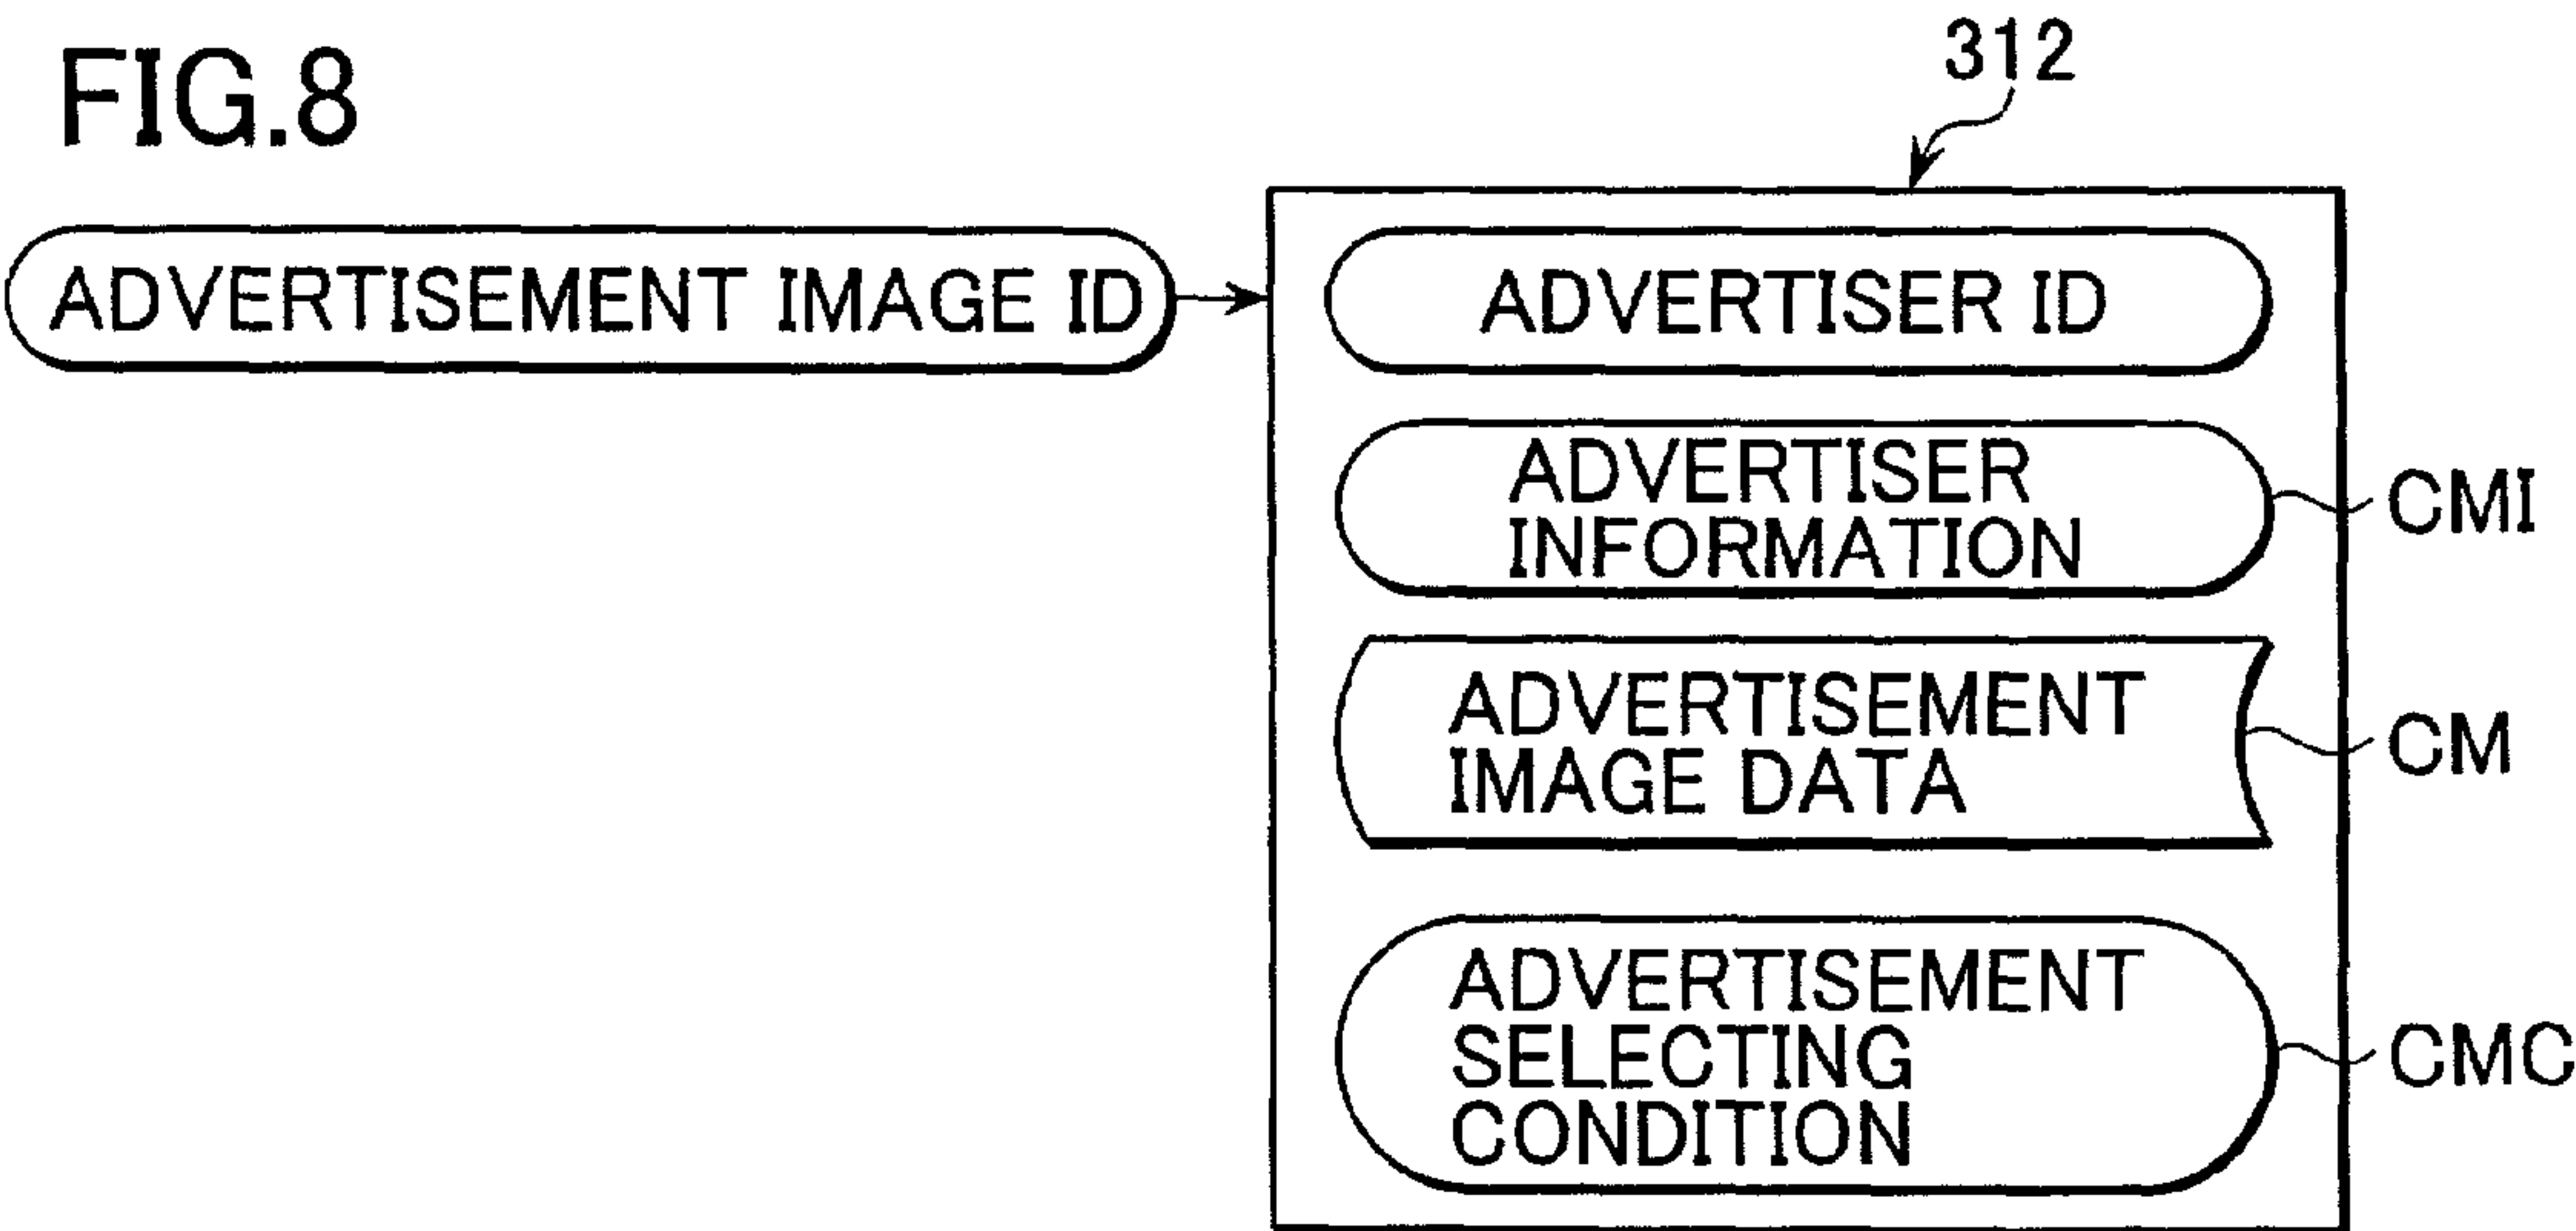 FIG.8
312
ADVERTISEMENT IMAGE ID
ADVERTISER ID
ADVERTISER
INFORMATION
CMI
ADVERTISEMENT
IMAGE DATA
CM
ADVERTISEMENT
SELECTING
CONDITION
CMC